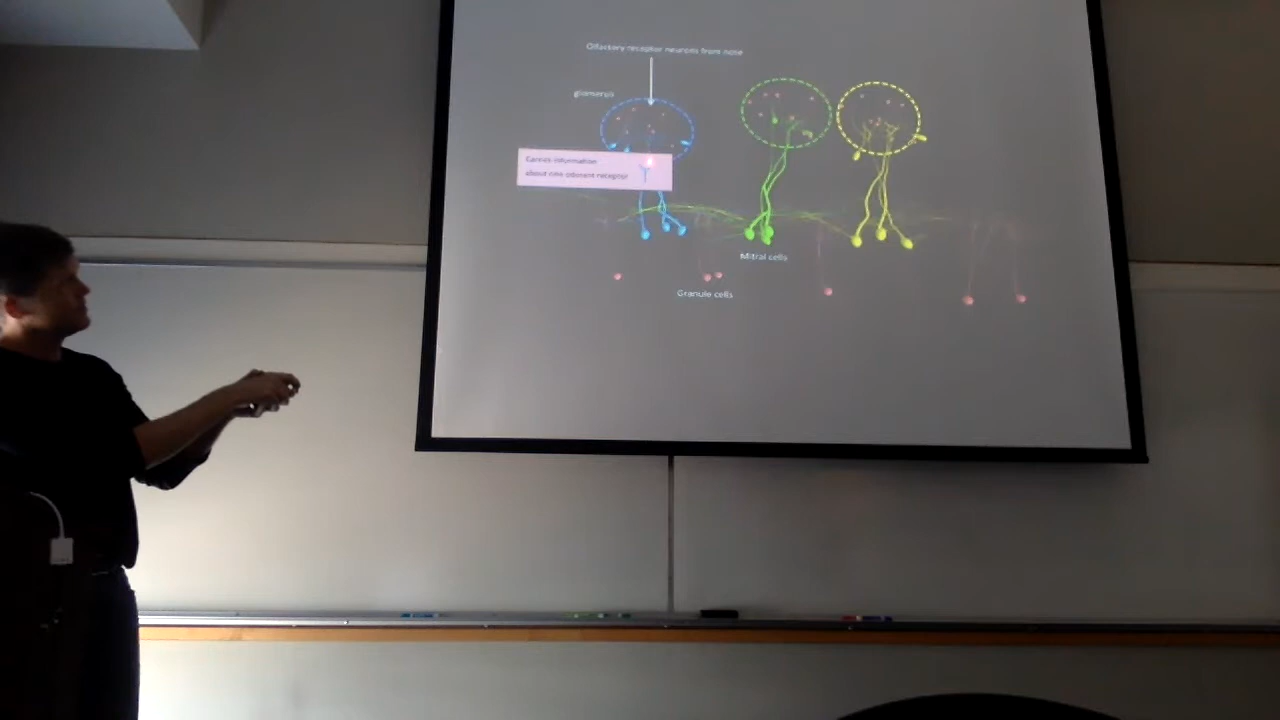 Olfactory receptor neurons from nose
glomerulus
Carries information
about one odorant receptor
Mitral cells
Granule cells